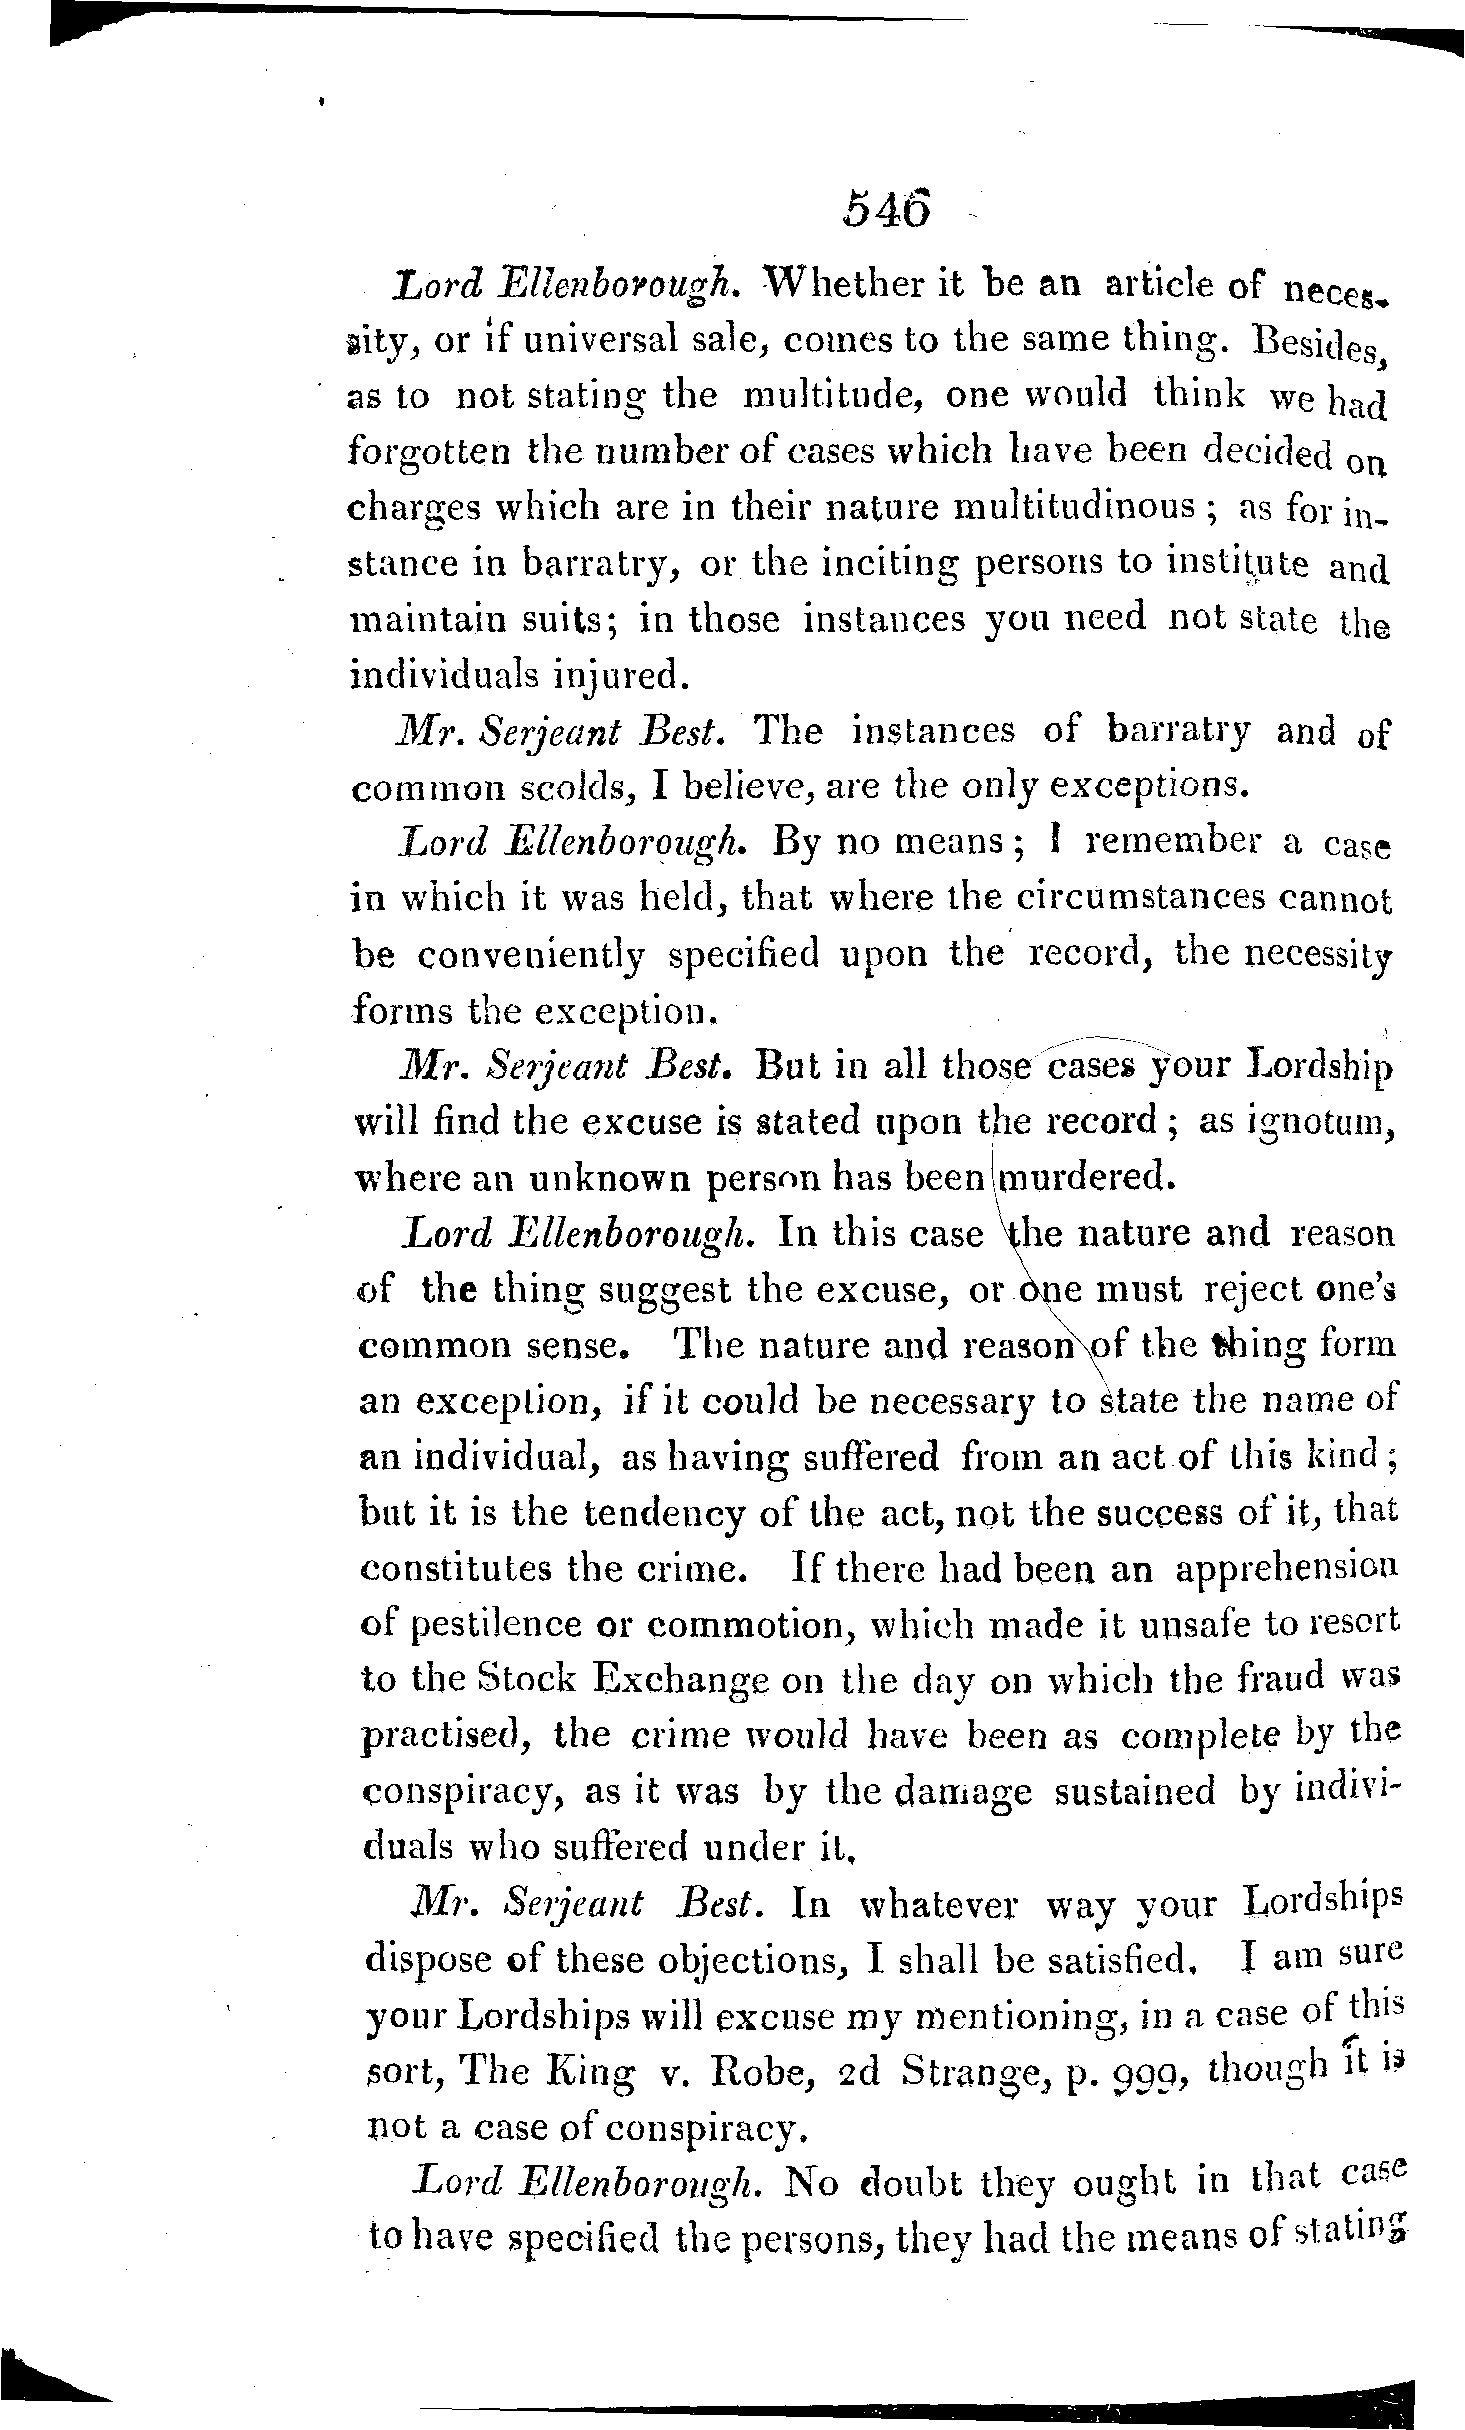 546
Lord Ellenborough. Whether it be an article of neces-
sity, or if universal sale, comes to the same thing. Besides,
as to not stating the multitude, one would think we had
forgotten the number of cases which have been decided on
charges which are in their nature multitudinous ; as for in-
stance in barratry, or the inciting persons to institute and
maintain suits; in those instances you need not state the
individuals injured.
Mr. Serjeant Best. The instances of barratry and of
common scolds, I believe, are the only exceptions.
Lord Ellenborough. By no means ; I remember a case
in which it was held, that where the circumstances cannot
be conveniently specified upon the record, the necessity
forms the exception.
Mr. Serjeant Best. But in all those cases your Lordship
will find the excuse is stated upon the record ; as ignotum,
where an unknown person has been murdered.
Lord Ellenborough. In this case the nature and reason
of the thing suggest the excuse, or one must reject one's
common sense. The nature and reason of the thing form
an exception, if it could be necessary to state the name of
an individual, as having suffered from an act of this kind ;
but it is the tendency of the act, not the success of it, that
constitutes the crime. If there had been an apprehension
of pestilence or commotion, which made it unsafe to resort
to the Stock Exchange on the day on which the fraud was
practised, the crime would have been as complete by the
conspiracy, as it was by the damage sustained by indivi-
duals who suffered under it.
Mr. Serjeant Best. In whatever way your Lordships
dispose of these objections, I shall be satisfied. I am sure
your Lordships will excuse my mentioning, in a case of this
sort, The King v. Robe, 2d Strange, p. 999, though it is
not a case of conspiracy.
Lord Ellenborough. No doubt they ought in that case
to have specified the persons, they had the means of stating